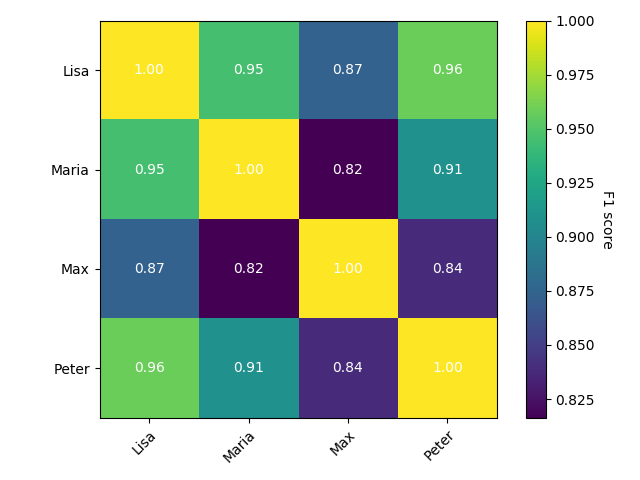 Lisa 1.00 0.95 0.87 0.96
Maria 0.95 1.00 0.82 0.91
Max 0.87 0.82 1.00 0.84
Peter 0.96 0.91 0.84 1.00
Lisa Maria Max Peter
1.000
0.975
0.950
0.925
0.900
0.875
0.850
0.825
F1 score